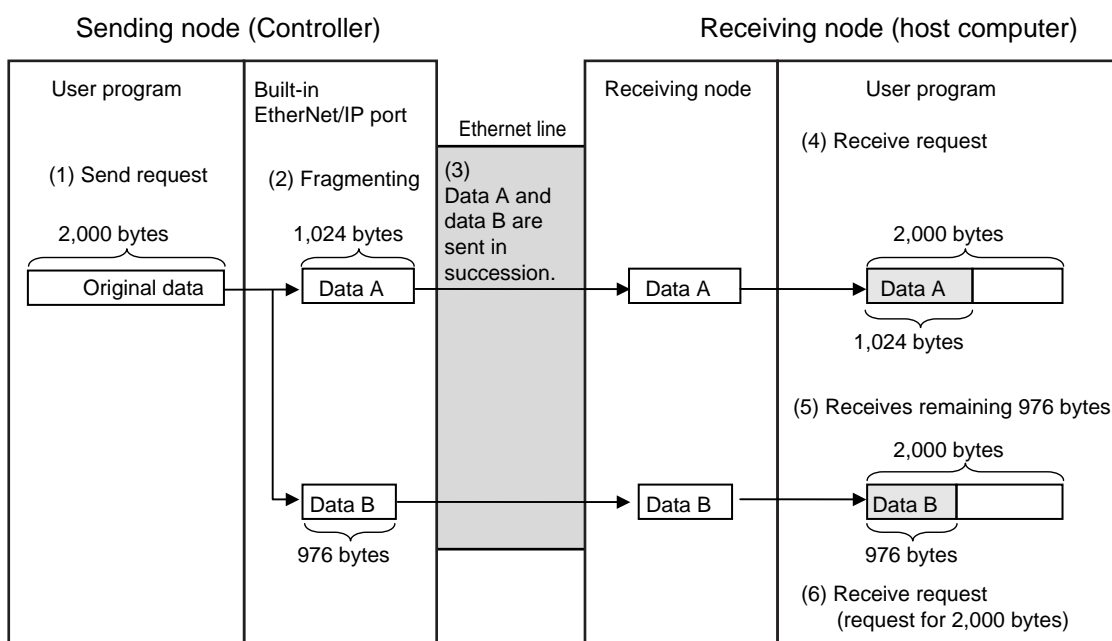 Sending node (Controller)
Receiving node (host computer)
User program
Built-in
EtherNet/IP port
Ethernet line
Receiving node
User program
(1) Send request
(2) Fragmenting
(3)
Data A and
data B are
sent in
succession.
(4) Receive request
2,000 bytes
1,024 bytes
2,000 bytes
Original data
Data A
Data A
Data A
1,024 bytes
(5) Receives remaining 976 bytes
2,000 bytes
Data B
Data B
Data B
976 bytes
976 bytes
(6) Receive request
(request for 2,000 bytes)